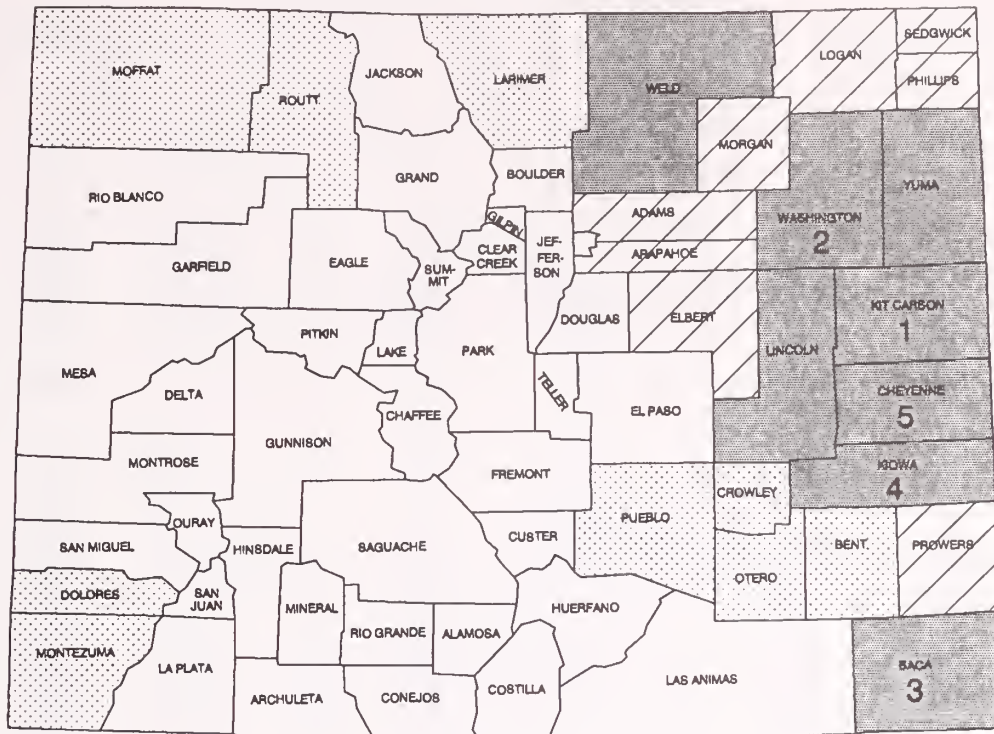 MOFFAT
ROUTT
JACKSON
LARIMER
WELD
LOGAN
SEDGWICK
PHILLIPS
MORGAN
RIO BLANCO
GRAND
BOULDER
WASHINGTON
2
YUMA
GARFIELD
EAGLE
SUM-
MIT
GILPIN
CLEAR
CREEK
JEF-
FER-
SON
ADAMS
ARAPAHOE
DOUGLAS
ELBERT
LINCOLN
KIT CARSON
1
MESA
PITKIN
LAKE
PARK
DELTA
GUNNISON
CHAFFEE
TELLER
EL PASO
CHEYENNE
5
MONTROSE
FREMONT
KIOWA
4
OURAY
CROWLEY
PUEBLO
SAN MIGUEL
HINSDALE
SAGUACHE
CUSTER
OTERO
BENT
PROWERS
DOLORES
SAN
JUAN
MINERAL
RIO GRANDE
ALAMOSA
HUERFANO
MONTEZUMA
LA PLATA
ARCHULETA
CONEJOS
COSTILLA
LAS ANIMAS
BACA
3